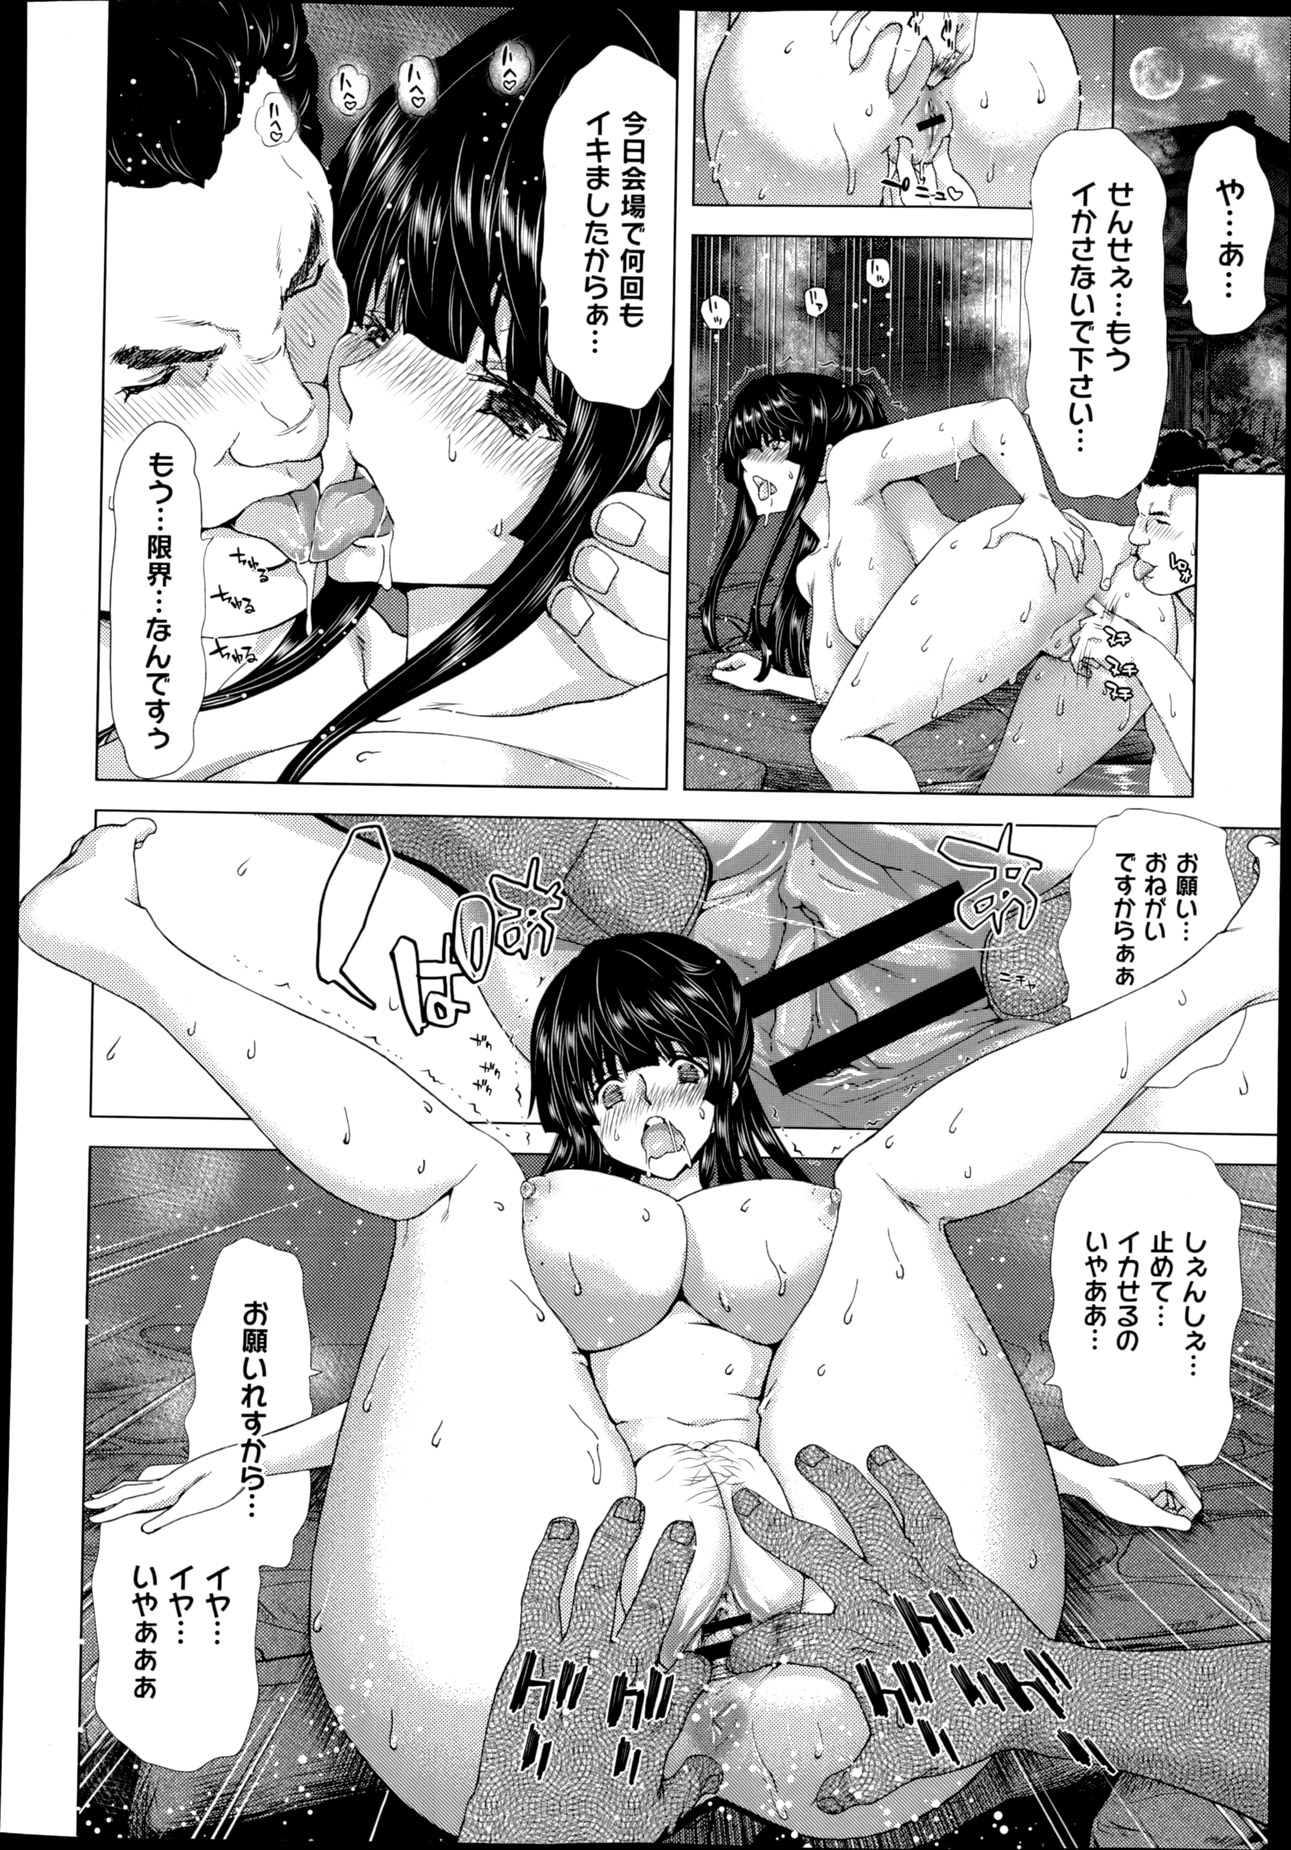 や…あ…
せんせぇ…もう
イかさないで下さい…
今日会場で何回も
イキましたからぁ…
もう…限界…なんですぅ
お願い…
おねがい
ですからぁぁ
しぇんしぇ…
止めて…
イカせるの
いやああ…
お願いれすから…
イヤ…
イヤ…
いやぁぁぁ